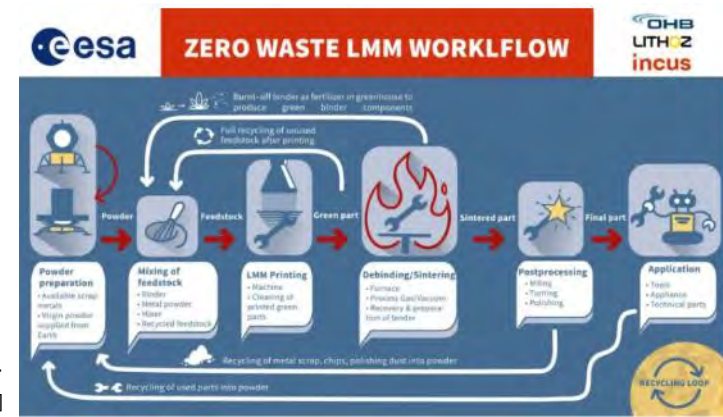 esa
ZERO WASTE LMM WORKLFLOW
OHB
LITHOZ
incus
Burnt-off binder as fertilizer in greenhouse to
produce green binder components
Full recycling of unused
feedstock after printing
Powder
Feedstock
Green part
Sintered part
Final part
Powder
preparation
• Available scrap
metals
• Virgin powder
supplied from
Earth
Mixing of
feedstock
• Binder
• Metal powder
• Mixer
• Recycled feedstock
LMM Printing
• Machine
• Cleaning of
printed green
parts
Debinding/Sintering
• Furnace
• Process Gas/Vacuum
• Recovery & prepara-
tion of binder
Postprocessing
• Milling
• Turning
• Polishing
Application
• Tools
• Appliance
• Technical parts
Recycling of metal scrap, chips, polishing dust into powder
Recycling of used parts into powder
RECYCLING LOOP